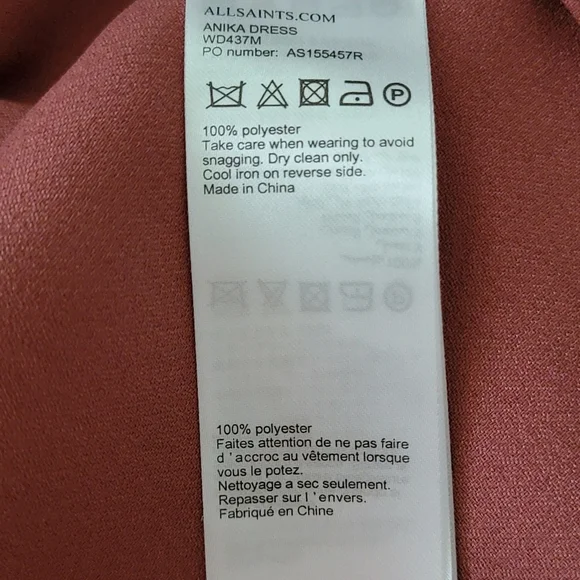 ALLSAINTS.COM
ANIKA DRESS
WD437M
PO number: AS155457R
P
100% polyester
Take care when wearing to avoid
snagging. Dry clean only.
Cool iron on reverse side.
Made in China
100% polyester
Faites attention de ne pas faire
d 'accroc au vêtement lorsque
vous le potez.
Nettoyage a sec seulement.
Repasser sur l 'envers.
Fabriqué en Chine